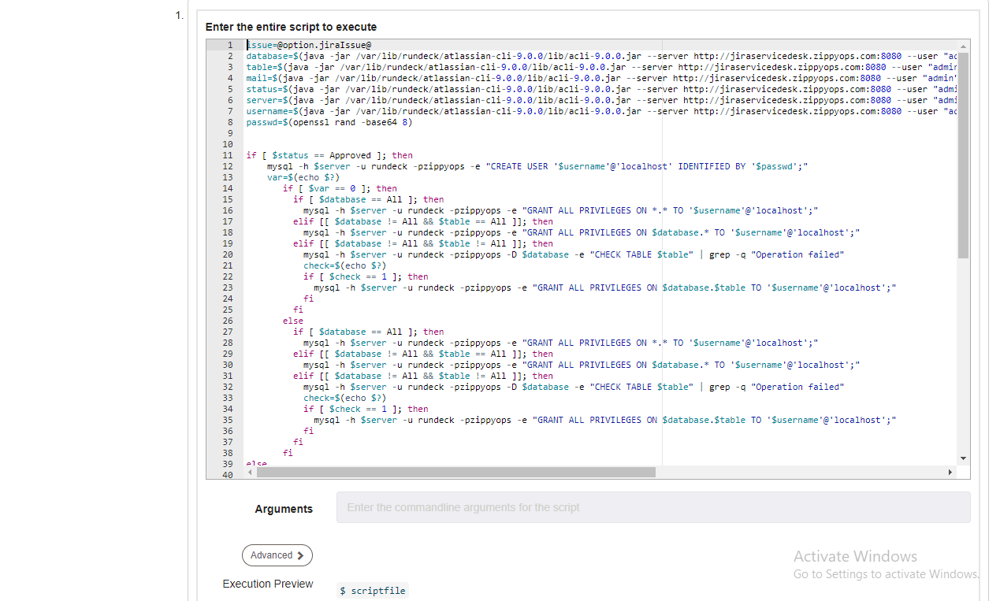 1.
Enter the entire script to execute
1 issue=@option.jiraIssue@
2 database=$(java -jar /var/lib/rundeck/atlassian-cli-9.0.0/lib/acli-9.0.0.jar --server http://jiraservicedesk.zippyops.com:8080 --user "ac
3 table=$(java -jar /var/lib/rundeck/atlassian-cli-9.0.0/lib/acli-9.0.0.jar --server http://jiraservicedesk.zippyops.com:8080 --user "admir
4 mail=$(java -jar /var/lib/rundeck/atlassian-cli-9.0.0/lib/acli-9.0.0.jar --server http://jiraservicedesk.zippyops.com:8080 --user "admin"
5 status=$(java -jar /var/lib/rundeck/atlassian-cli-9.0.0/lib/acli-9.0.0.jar --server http://jiraservicedesk.zippyops.com:8080 --user "admi
6 server=$(java -jar /var/lib/rundeck/atlassian-cli-9.0.0/lib/acli-9.0.0.jar --server http://jiraservicedesk.zippyops.com:8080 --user "admi
7 username=$(java -jar /var/lib/rundeck/atlassian-cli-9.0.0/lib/acli-9.0.0.jar --server http://jiraservicedesk.zippyops.com:8080 --user "ac
8 passwd=$(openssl rand -base64 8)
9
10
11 if [ $status == Approved ]; then
12 mysql -h $server -u rundeck -pzippyops -e "CREATE USER '$username'@'localhost' IDENTIFIED BY '$passwd';"
13 var=$(echo $?)
14 if [ $var == 0 ]; then
15 if [ $database == All ]; then
16 mysql -h $server -u rundeck -pzippyops -e "GRANT ALL PRIVILEGES ON *.* TO '$username'@'localhost';"
17 elif [[ $database != All && $table == All ]]; then
18 mysql -h $server -u rundeck -pzippyops -e "GRANT ALL PRIVILEGES ON $database.* TO '$username'@'localhost';"
19 elif [[ $database != All && $table != All ]]; then
20 mysql -h $server -u rundeck -pzippyops -D $database -e "CHECK TABLE $table" | grep -q "Operation failed"
21 check=$(echo $?)
22 if [ $check == 1 ]; then
23 mysql -h $server -u rundeck -pzippyops -e "GRANT ALL PRIVILEGES ON $database.$table TO '$username'@'localhost';"
24 fi
25 fi
26 else
27 if [ $database == All ]; then
28 mysql -h $server -u rundeck -pzippyops -e "GRANT ALL PRIVILEGES ON *.* TO '$username'@'localhost';"
29 elif [[ $database != All && $table == All ]]; then
30 mysql -h $server -u rundeck -pzippyops -e "GRANT ALL PRIVILEGES ON $database.* TO '$username'@'localhost';"
31 elif [[ $database != All && $table != All ]]; then
32 mysql -h $server -u rundeck -pzippyops -D $database -e "CHECK TABLE $table" | grep -q "Operation failed"
33 check=$(echo $?)
34 if [ $check == 1 ]; then
35 mysql -h $server -u rundeck -pzippyops -e "GRANT ALL PRIVILEGES ON $database.$table TO '$username'@'localhost';"
36 fi
37 fi
38 fi
39 else
40
Arguments Enter the commandline arguments for the script
Advanced
Activate Windows
Go to Settings to activate Windows.
Execution Preview
$ scriptfile